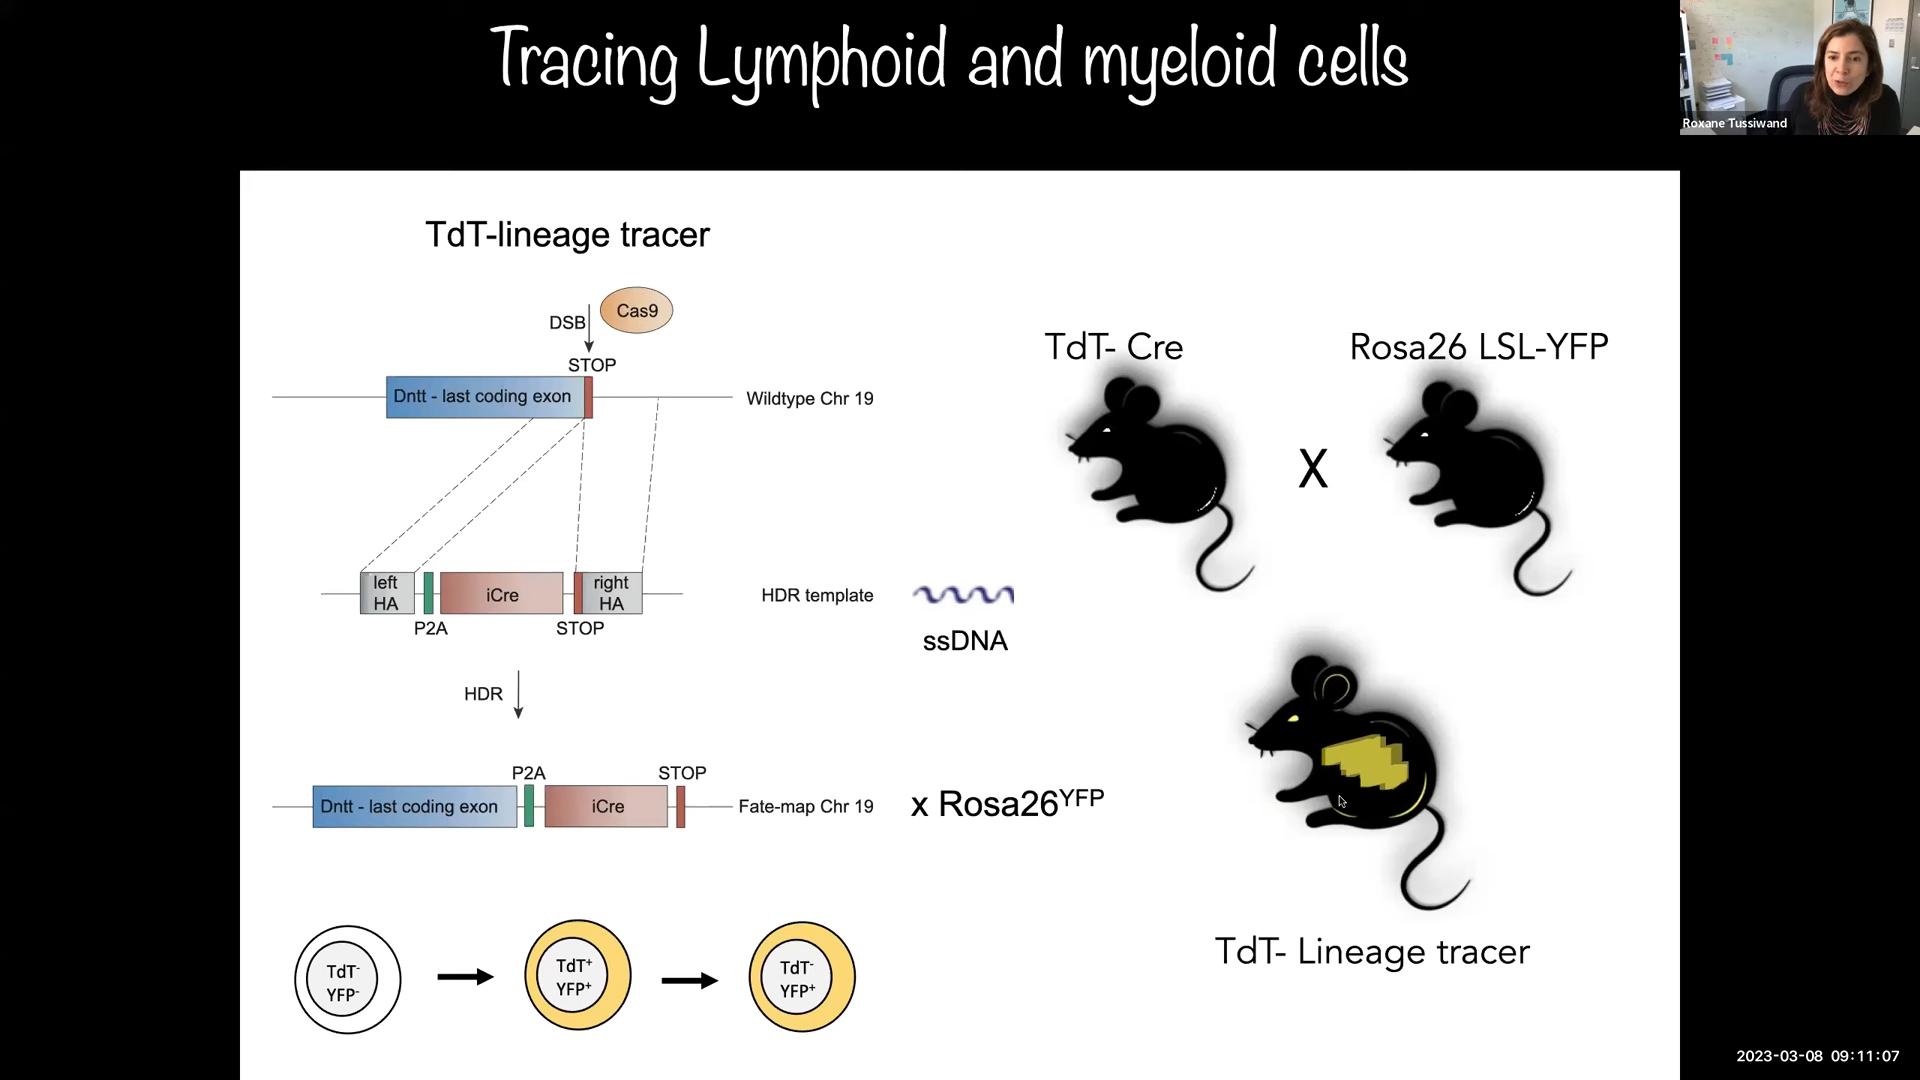 Tracing Lymphoid and myeloid cells
Roxane Tussiwand
TdT-lineage tracer
Cas9
DSB
STOP
Dntt - last coding exon
Wildtype Chr 19
left
HA
P2A
iCre
STOP
right
HA
HDR template
ssDNA
HDR
P2A
STOP
Dntt - last coding exon
iCre
Fate-map Chr 19
x Rosa26YFP
TdT-
YFP-
TdT+
YFP+
TdT-
YFP+
TdT- Cre
Rosa26 LSL-YFP
X
TdT- Lineage tracer
2023-03-08 09:11:07